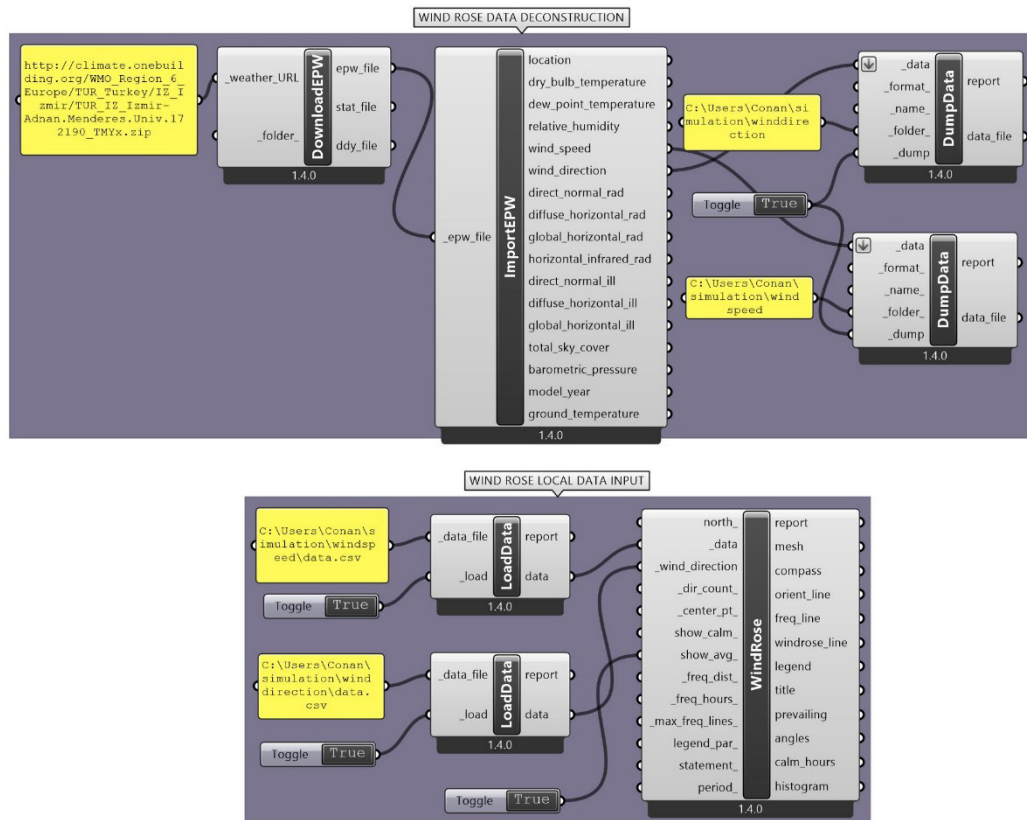 WIND ROSE DATA DECONSTRUCTION
http://climate.onebuil
ding.org/WMO_Region_6_
Europe/TUR_Turkey/IZ_I
zmir/TUR_IZ_Izmir-
Adnan.Menderes.Univ.17
2190_TMYx.zip
_weather_URL
_folder_
DownloadEPW
epw_file
stat_file
ddy_file
1.4.0
_epw_file
ImportEPW
location
dry_bulb_temperature
dew_point_temperature
relative_humidity
wind_speed
wind_direction
direct_normal_rad
diffuse_horizontal_rad
global_horizontal_rad
horizontal_infrared_rad
direct_normal_ill
diffuse_horizontal_ill
global_horizontal_ill
total_sky_cover
barometric_pressure
model_year
ground_temperature
1.4.0
C:\Users\Conan\si
mulation\winddire
ction
Toggle True
C:\Users\Conan\
simulation\wind
speed
_data
_format_
_name_
_folder_
_dump
DumpData
report
data_file
1.4.0
_data
_format_
_name_
_folder_
_dump
DumpData
report
data_file
1.4.0
WIND ROSE LOCAL DATA INPUT
C:\Users\Conan\s
imulation\windsp
eed\data.csv
Toggle True
_data_file
_load
LoadData
report
data
1.4.0
C:\Users\Conan\
simulation\wind
direction\data.
csv
Toggle True
_data_file
_load
LoadData
report
data
1.4.0
Toggle True
north_
_data
_wind_direction
_dir_count_
_center_pt_
show_calm_
show_avg_
_freq_dist_
_freq_hours_
_max_freq_lines_
legend_par_
statement_
period_
WindRose
report
mesh
compass
orient_line
freq_line
windrose_line
legend
title
prevailing
angles
calm_hours
histogram
1.4.0